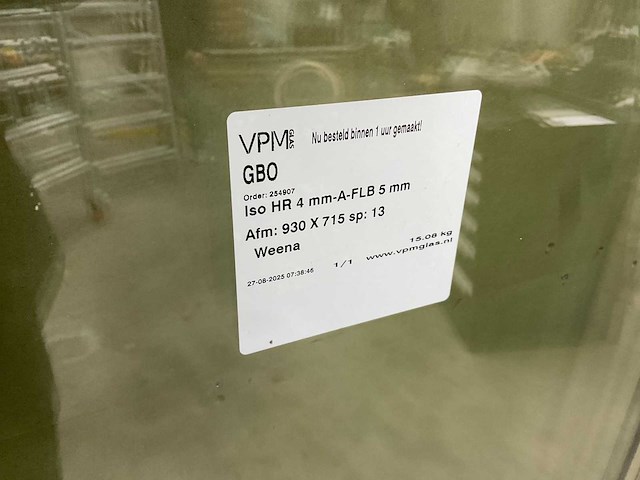 VPM GLAS Nu besteld binnen 1 uur gemaakt!
GBO
Order: 254907
Iso HR 4 mm-A-FLB 5 mm
Afm: 930 X 715 sp: 13
Weena
15.08 kg
27-08-2025 07:38:46 1/1 www.vpmglas.nl